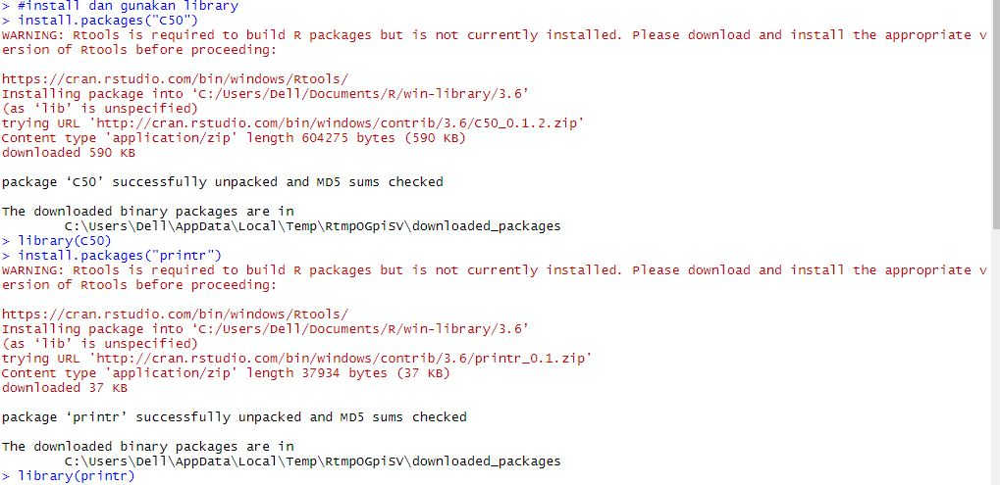 > #install dan gunakan library
> install.packages("C50")
WARNING: Rtools is required to build R packages but is not currently installed. Please download and install the appropriate v
ersion of Rtools before proceeding:
https://cran.rstudio.com/bin/windows/Rtools/
Installing package into ‘C:/Users/Dell/Documents/R/win-library/3.6’
(as ‘lib’ is unspecified)
trying URL 'http://cran.rstudio.com/bin/windows/contrib/3.6/C50_0.1.2.zip'
Content type 'application/zip' length 604275 bytes (590 KB)
downloaded 590 KB
package ‘C50’ successfully unpacked and MD5 sums checked
The downloaded binary packages are in
C:\Users\Dell\AppData\Local\Temp\RtmpOGpiSV\downloaded_packages
> library(C50)
> install.packages("printr")
WARNING: Rtools is required to build R packages but is not currently installed. Please download and install the appropriate v
ersion of Rtools before proceeding:
https://cran.rstudio.com/bin/windows/Rtools/
Installing package into ‘C:/Users/Dell/Documents/R/win-library/3.6’
(as ‘lib’ is unspecified)
trying URL 'http://cran.rstudio.com/bin/windows/contrib/3.6/printr_0.1.zip'
Content type 'application/zip' length 37934 bytes (37 KB)
downloaded 37 KB
package ‘printr’ successfully unpacked and MD5 sums checked
The downloaded binary packages are in
C:\Users\Dell\AppData\Local\Temp\RtmpOGpiSV\downloaded_packages
> library(printr)